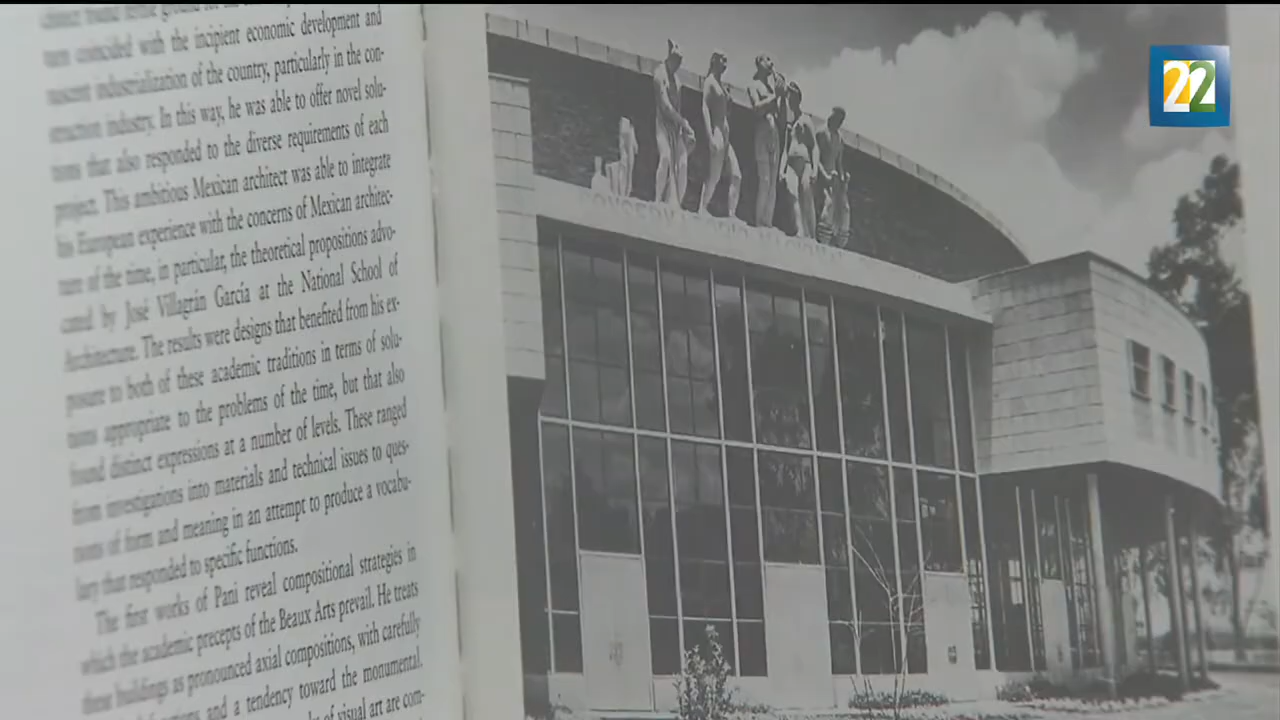 turn coincided with the incipient economic development and
nascent industrialization of the country, particularly in the con-
struction industry. In this way, he was able to offer novel solu-
tions that also responded to the diverse requirements of each
project. This ambitious Mexican architect was able to integrate
his European experience with the concerns of Mexican architec-
ture of the time, in particular, the theoretical propositions advo-
cated by José Villagrán García at the National School of
Architecture. The results were designs that benefited from his ex-
posure to both of these academic traditions in terms of solu-
tions appropriate to the problems of the time, but that also
found distinct expressions at a number of levels. These ranged
from investigations into materials and technical issues to ques-
tions of form and meaning in an attempt to produce a vocabu-
lary that responded to specific functions.
The first works of Pani reveal compositional strategies in
which the academic precepts of the Beaux Arts prevail. He treats
these buildings as pronounced axial compositions, with carefully
and a tendency toward the monumental.
of visual art are com-
CONSERVATORIO NACIONAL
22